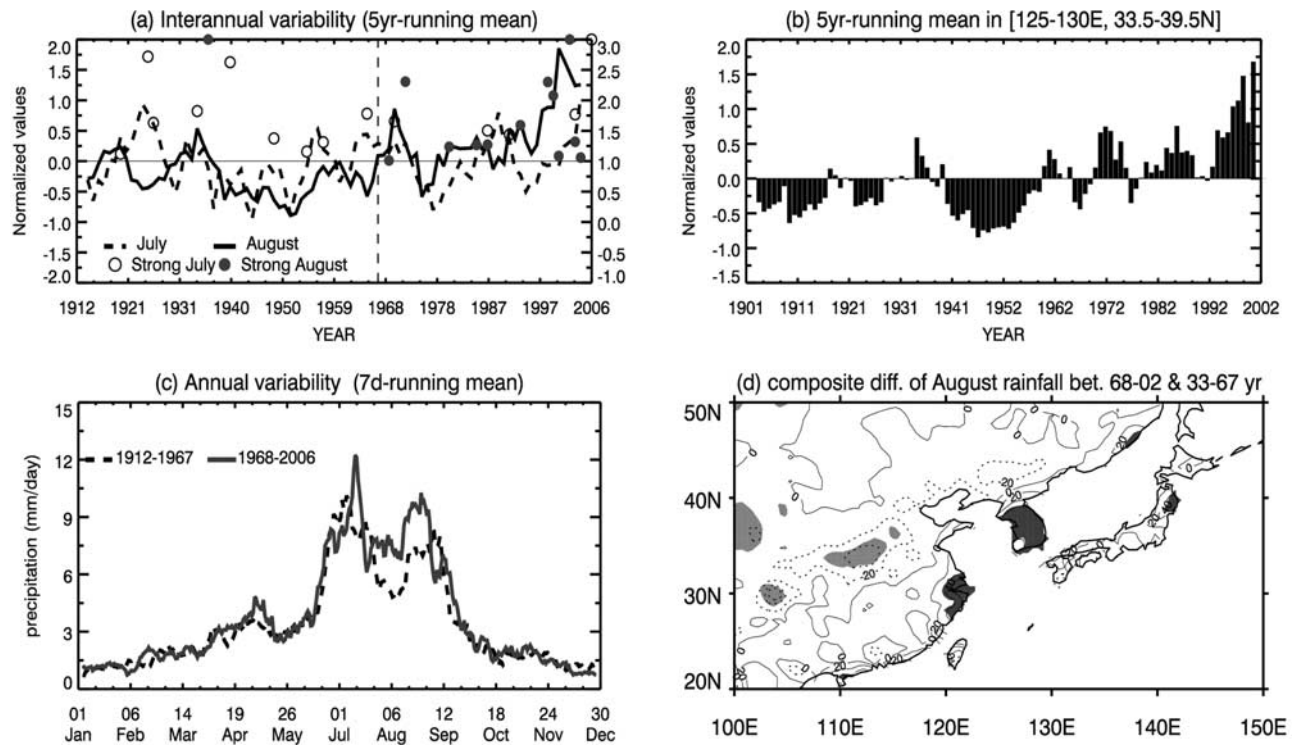 (a) Interannual variability (5yr-running mean)
Normalized values
2.0
1.5
1.0
0.5
0.0
-0.5
-1.0
-1.5
-2.0
3.0
2.5
2.0
1.5
1.0
0.5
0.0
-0.5
-1.0
July
August
Strong July
Strong August
1912 1921 1931 1940 1950 1959 1968 1978 1987 1997 2006
YEAR
(b) 5yr-running mean in [125-130E, 33.5-39.5N]
Normalized values
2.0
1.5
1.0
0.5
0.0
-0.5
-1.0
-1.5
1901 1911 1921 1931 1941 1952 1962 1972 1982 1992 2002
YEAR
(c) Annual variability (7d-running mean)
precipitation (mm/day)
15
12
9
6
3
0
1912-1967
1968-2006
01 06 14 19 26 01 06 12 18 24 30
Jan Feb Mar Apr May Jul Aug Sep Oct Nov Dec
(d) composite diff. of August rainfall bet. 68-02 & 33-67 yr
50N
40N
30N
20N
20
20
100E 110E 120E 130E 140E 150E